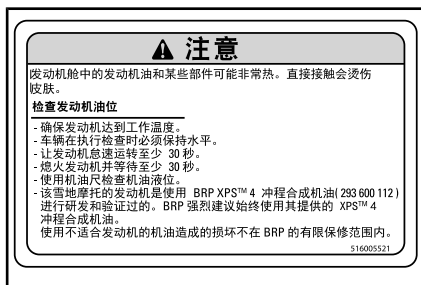 注意
发动机舱中的发动机油和某些部件可能非常热。直接接触会烫伤
皮肤。
检查发动机油位
- 确保发动机达到工作温度。
- 车辆在执行检查时必须保持水平。
- 让发动机怠速运转至少 30 秒。
- 熄火发动机并等待至少 30 秒。
- 使用机油尺检查机油液位。
- 该雪地摩托的发动机是使用 BRP XPS™ 4 冲程合成机油( 293 600 112 )
进行研发和验证过的。BRP 强烈建议始终使用其提供的 XPS™ 4
冲程合成机油。
使用不适合发动机的机油造成的损坏不在 BRP 的有限保修范围内。
516005521